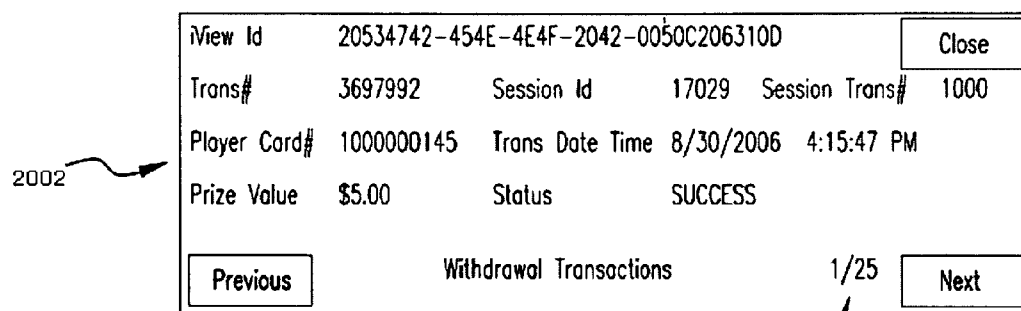 iView Id 20534742-454E-4E4F-2042-0050C206310D Close
Trans# 3697992 Session Id 17029 Session Trans# 1000
Player Card# 1000000145 Trans Date Time 8/30/2006 4:15:47 PM
2002
Prize Value $5.00 Status SUCCESS
Previous Withdrawal Transactions 1/25 Next